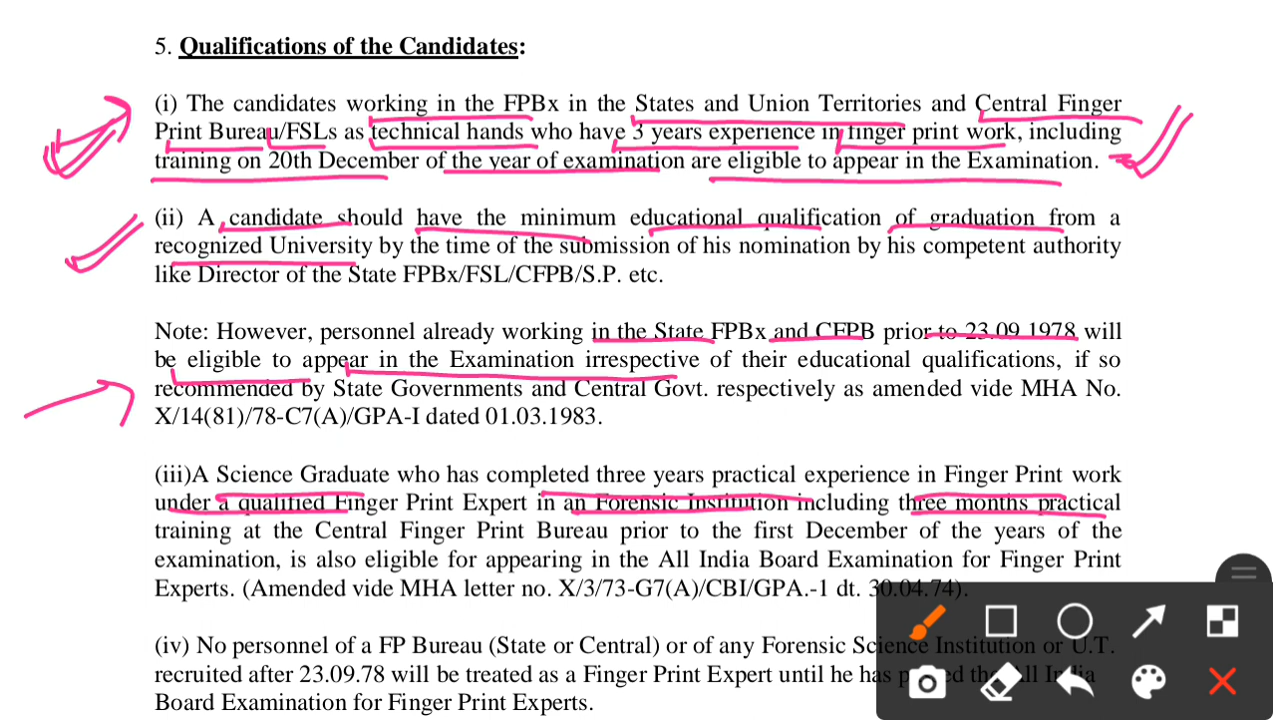 5. Qualifications of the Candidates:
(i) The candidates working in the FPBx in the States and Union Territories and Central Finger
Print Bureau/FSLs as technical hands who have 3 years experience in finger print work, including
training on 20th December of the year of examination are eligible to appear in the Examination.
(ii) A candidate should have the minimum educational qualification of graduation from a
recognized University by the time of the submission of his nomination by his competent authority
like Director of the State FPBx/FSL/CFPB/S.P. etc.
Note: However, personnel already working in the State FPBx and CFPB prior to 23.09.1978 will
be eligible to appear in the Examination irrespective of their educational qualifications, if so
recommended by State Governments and Central Govt. respectively as amended vide MHA No.
X/14(81)/78-C7(A)/GPA-I dated 01.03.1983.
(iii)A Science Graduate who has completed three years practical experience in Finger Print work
under a qualified Finger Print Expert in an Forensic Institution including three months practical
training at the Central Finger Print Bureau prior to the first December of the years of the
examination, is also eligible for appearing in the All India Board Examination for Finger Print
Experts. (Amended vide MHA letter no. X/3/73-G7(A)/CBI/GPA.-1 dt. 30.04.74).
(iv) No personnel of a FP Bureau (State or Central) or of any Forensic Science Institution or U.T.
recruited after 23.09.78 will be treated as a Finger Print Expert until he has passed the All India
Board Examination for Finger Print Experts.